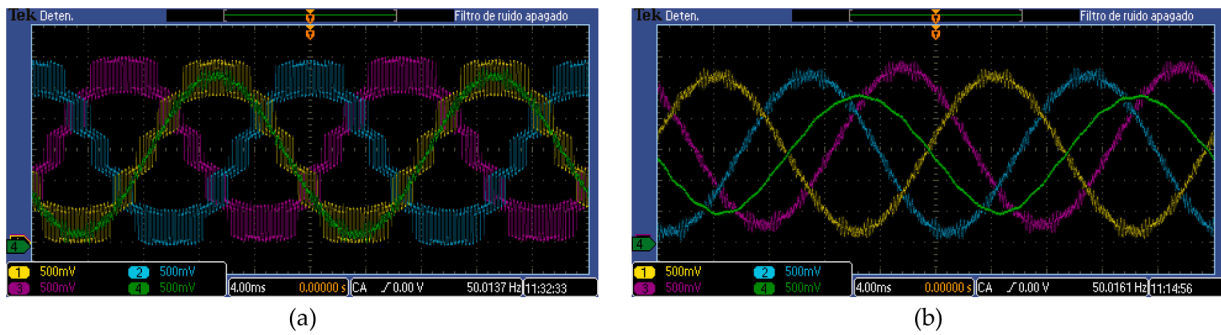 Tek Deten. Filtro de ruido apagado
T
4
1 500mV 2 500mV
3 500mV 4 500mV
4.00ms 0.00000 s CA 0.00 V 50.0137 Hz 11:32:33
(a)
Tek Deten. Filtro de ruido apagado
T
4
1 500mV 2 500mV
3 500mV 4 500mV
4.00ms 0.00000 s CA 0.00 V 50.0161 Hz 11:14:56
(b)